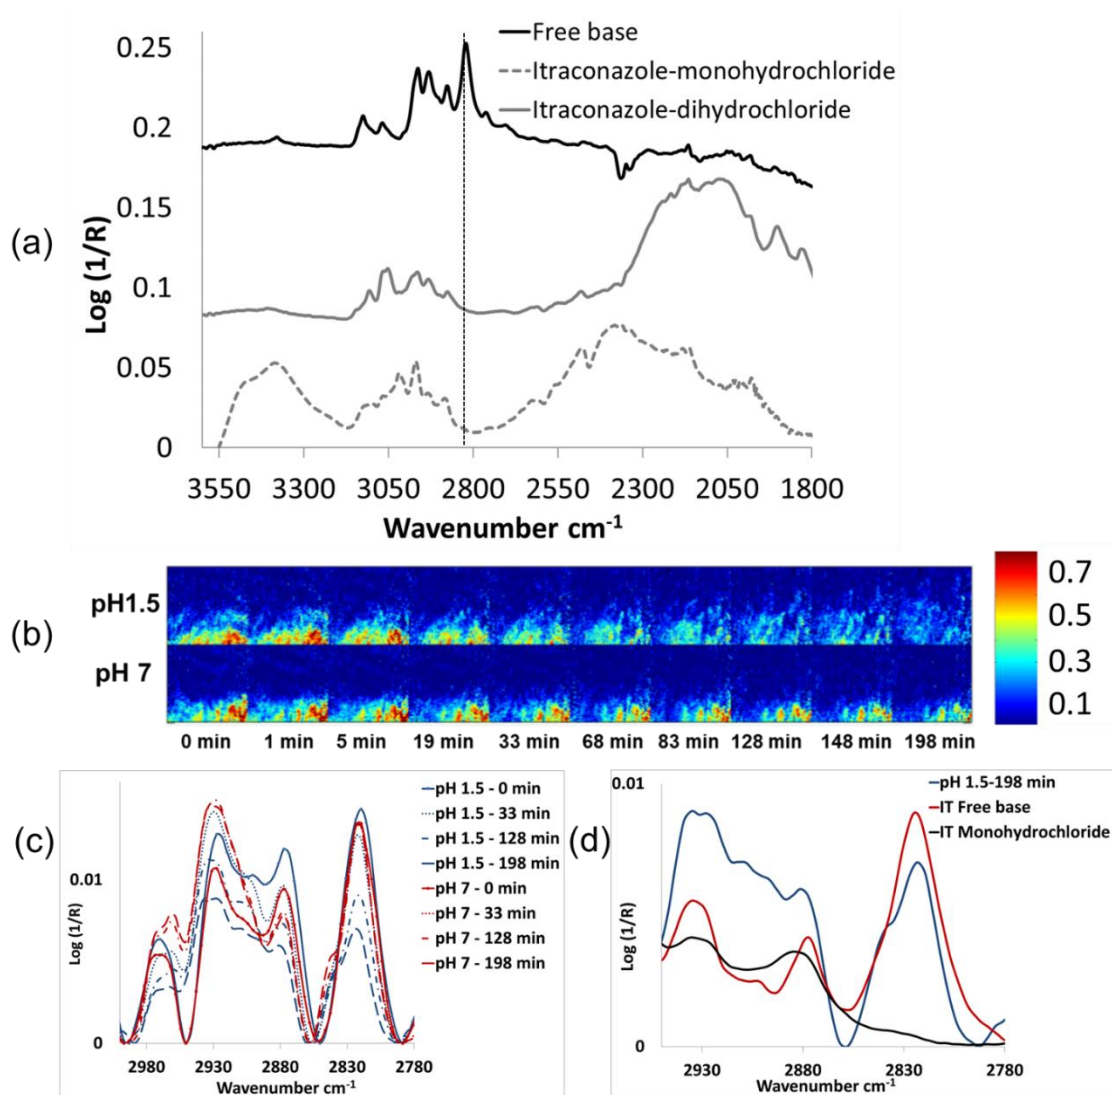 (a)
Log (1/R)
0.25
0.2
0.15
0.1
0.05
0
Free base
Itraconazole-monohydrochloride
Itraconazole-dihydrochloride
3550 3300 3050 2800 2550 2300 2050 1800
Wavenumber cm-1
(b)
pH1.5
pH 7
0 min 1 min 5 min 19 min 33 min 68 min 83 min 128 min 148 min 198 min
0.7
0.5
0.3
0.1
(c)
Log (1/R)
0.01
0
pH 1.5 - 0 min
pH 1.5 - 33 min
pH 1.5 - 128 min
pH 1.5 - 198 min
pH 7 - 0 min
pH 7 - 33 min
pH 7 - 128 min
pH 7 - 198 min
2980 2930 2880 2830 2780
Wavenumber cm-1
(d)
Log (1/R)
0.01
0
pH 1.5-198 min
IT Free base
IT Monohydrochloride
2930 2880 2830 2780
Wavenumber cm-1